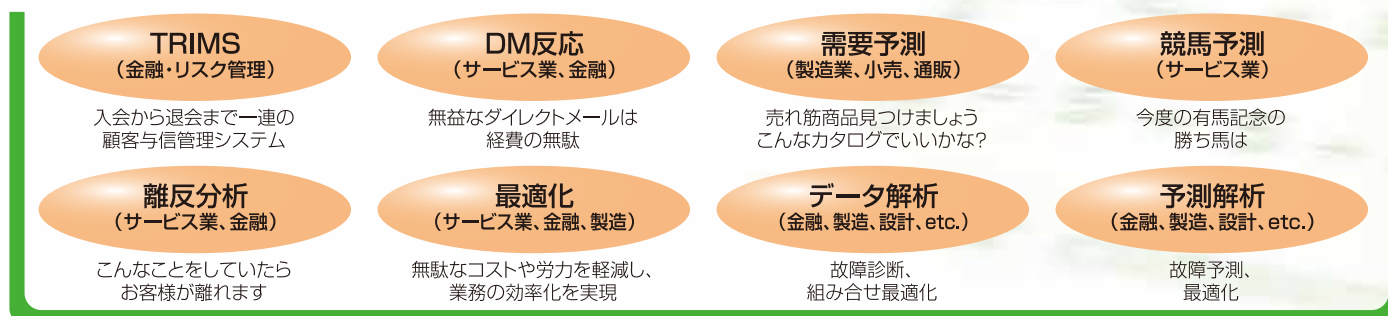 TRIMS
(金融・リスク管理)
入会から退会まで一連の
顧客与信管理システム
DM反応
(サービス業、金融)
無益なダイレクトメールは
経費の無駄
需要予測
(製造業、小売、通販)
売れ筋商品見つけましょう
こんなカタログでいいかな?
競馬予測
(サービス業)
今度の有馬記念の
勝ち馬は
離反分析
(サービス業、金融)
こんなことをしていたら
お客様が離れます
最適化
(サービス業、金融、製造)
無駄なコストや労力を軽減し、
業務の効率化を実現
データ解析
(金融、製造、設計、etc.)
故障診断、
組み合せ最適化
予測解析
(金融、製造、設計、etc.)
故障予測、
最適化